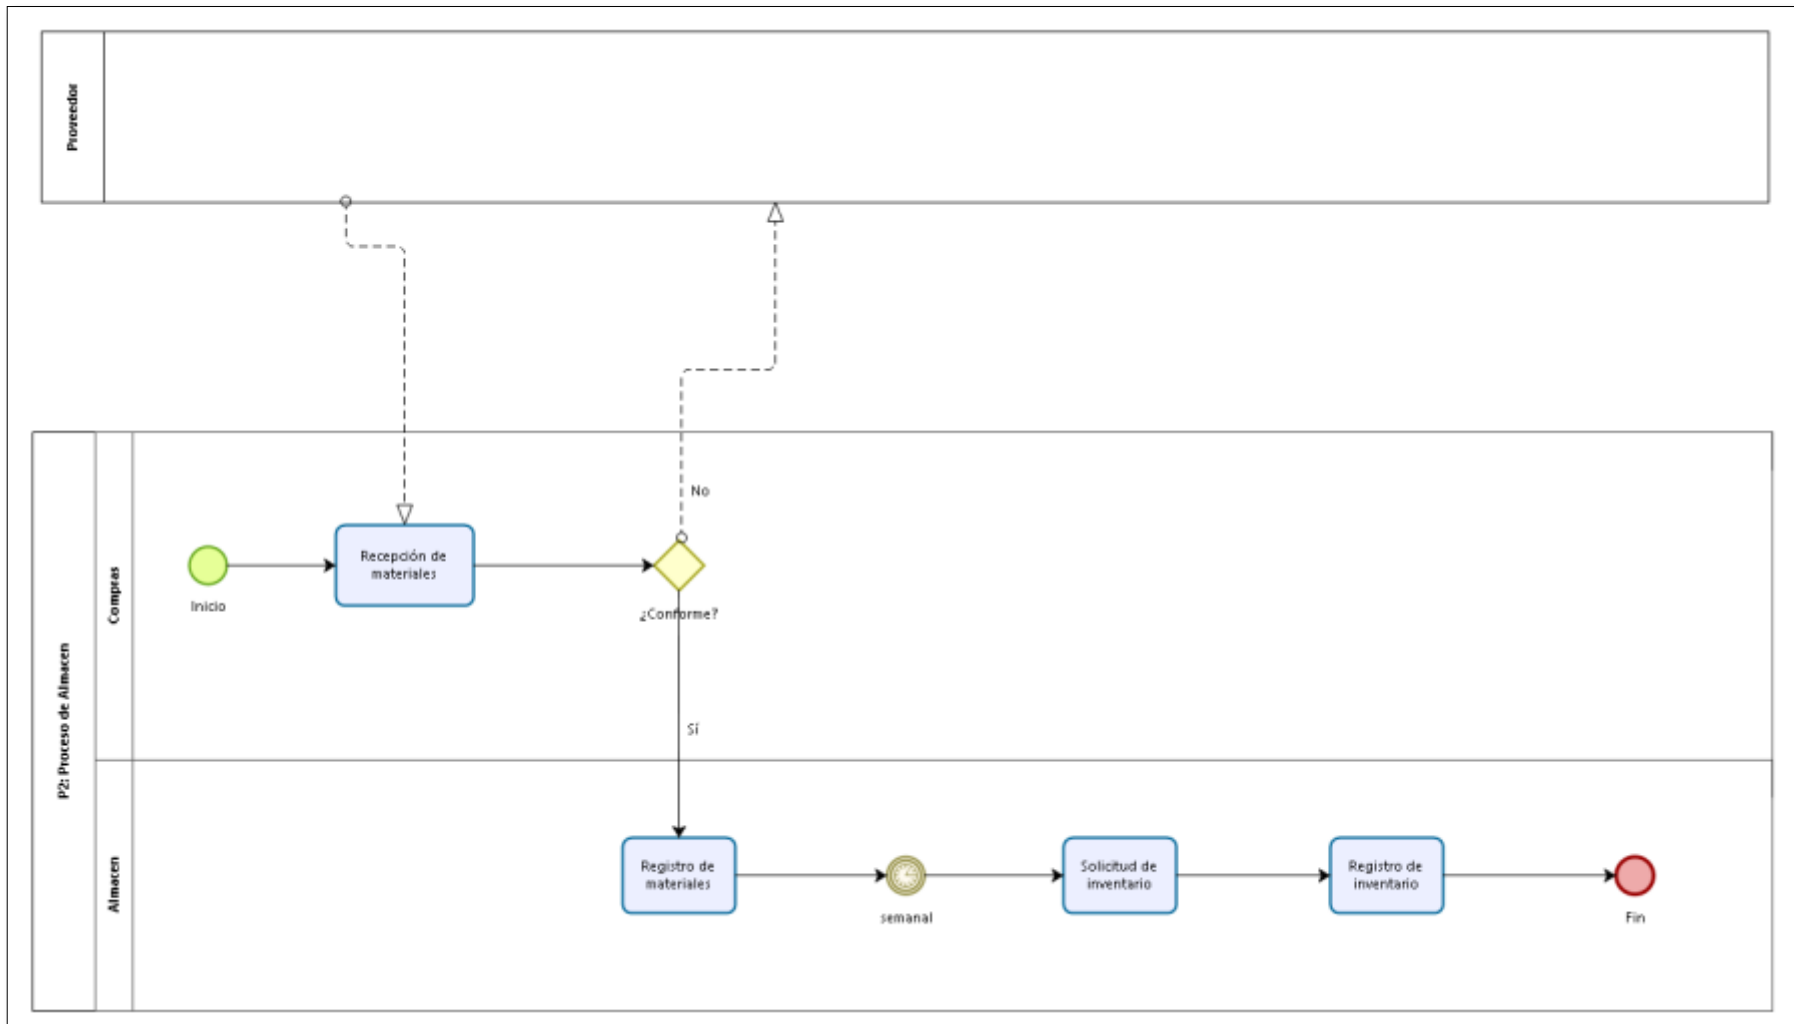 Proveedor
No
Recepción de
materiales
Inicio
¿Conforme?
Compras
P2: Proceso de Almacen
Sí
Almacen
Registro de
materiales
semanal
Solicitud de
inventario
Registro de
inventario
Fin